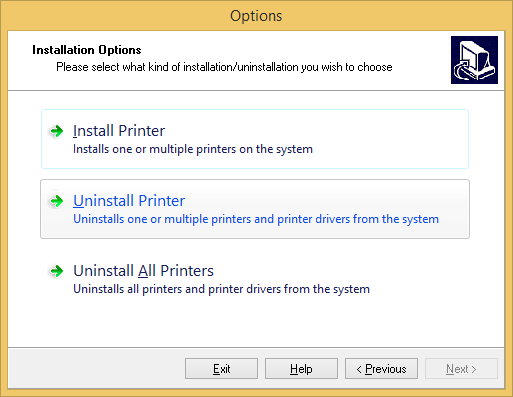 Options
Installation Options
Please select what kind of installation/uninstallation you wish to choose
Install Printer
Installs one or multiple printers on the system
Uninstall Printer
Uninstalls one or multiple printers and printer drivers from the system
Uninstall All Printers
Uninstalls all printers and printer drivers from the system
Exit Help < Previous Next >